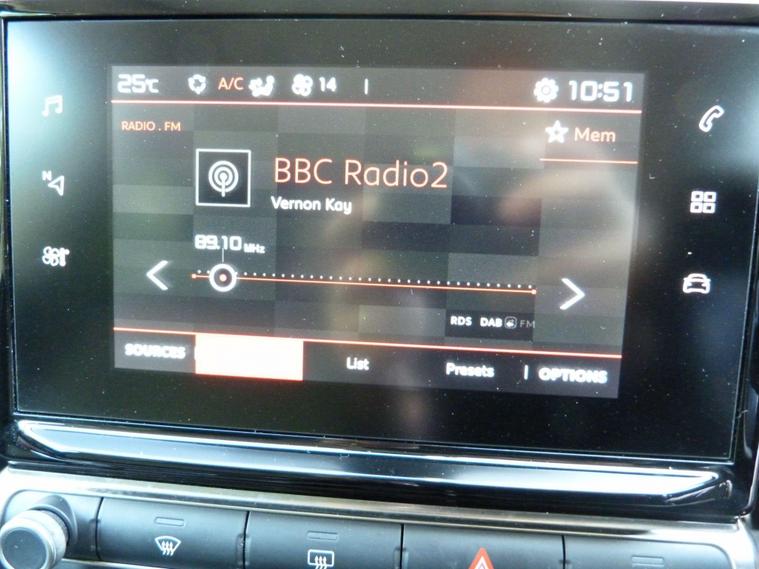 25°C A/C 14 10:51
RADIO . FM
Mem
BBC Radio2
Vernon Kay
89.10 MHz
N
RDS DAB FM
SOURCES List Presets OPTIONS